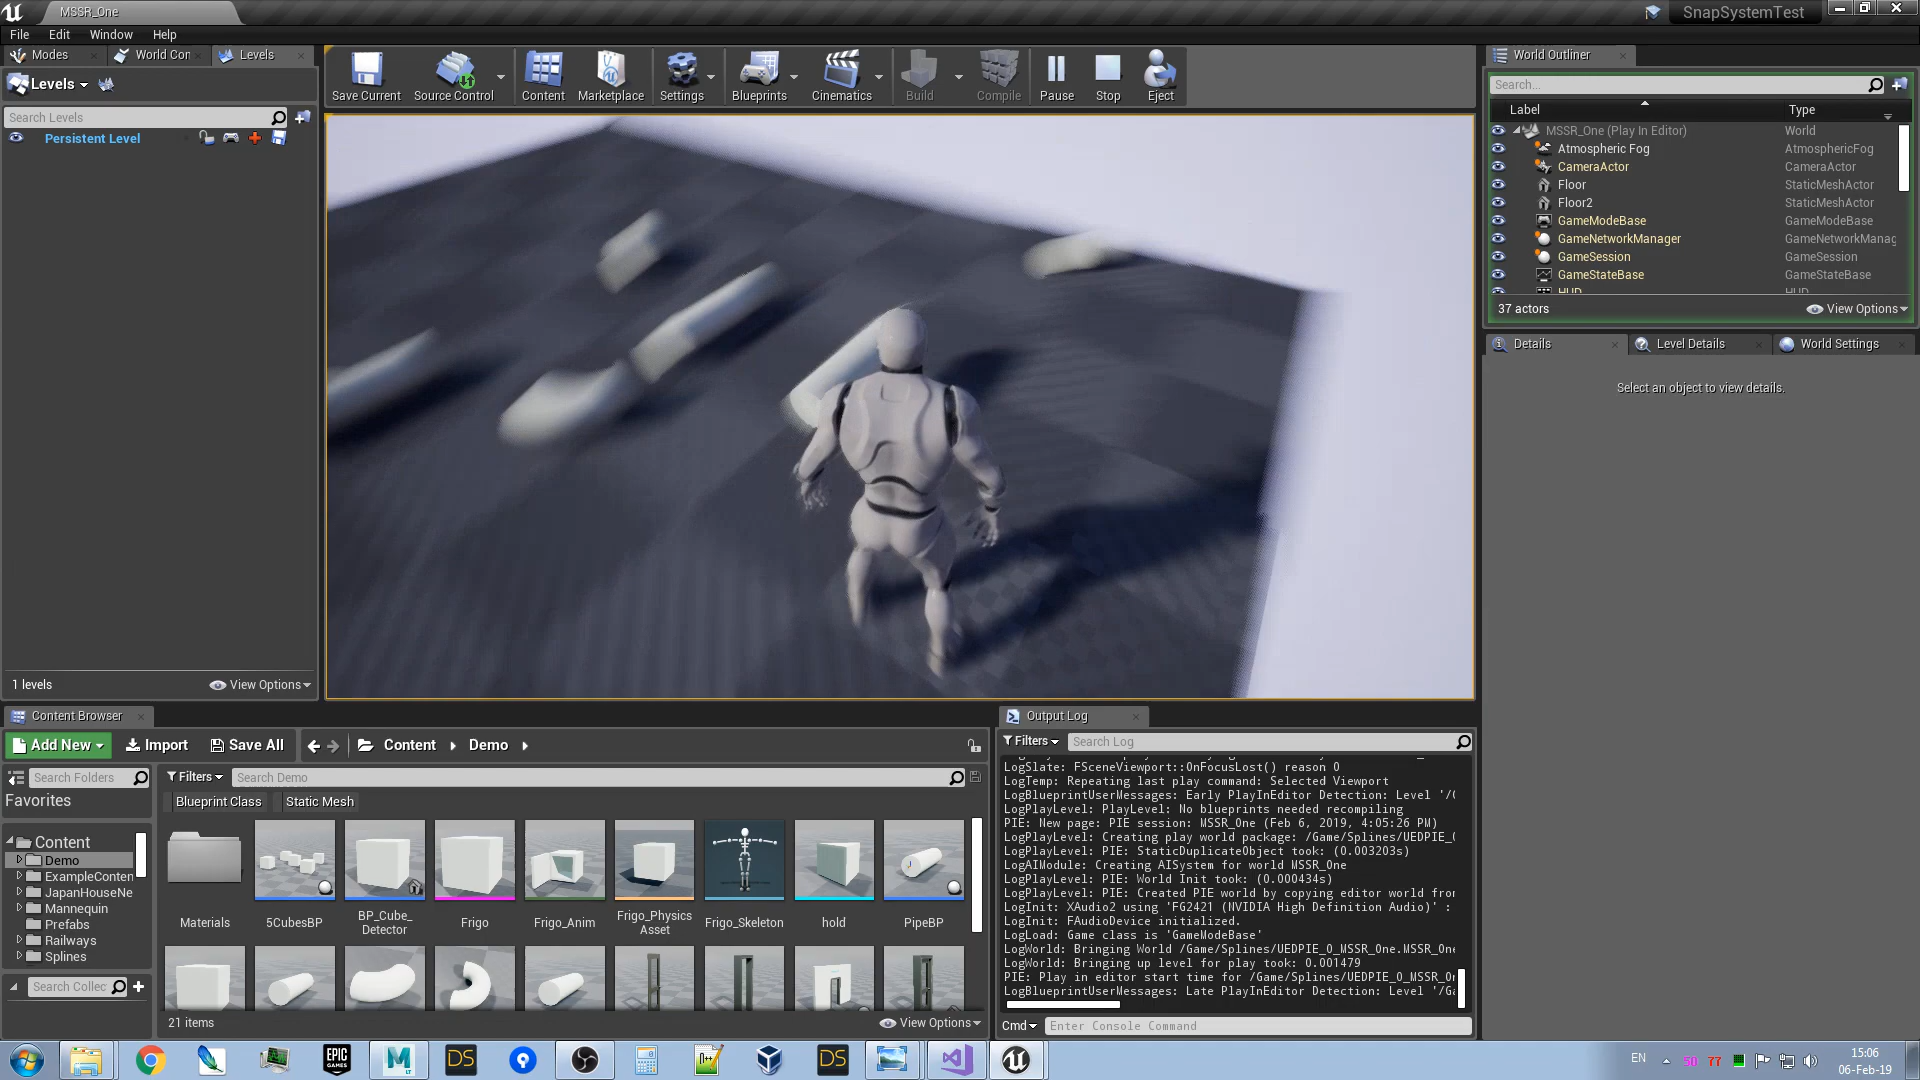 MSSR_One
SnapSystemTest
File Edit Window Help
Modes
World Con
Levels
Levels
Search Levels
Persistent Level
1 levels
View Options
Save Current
Source Control
Content
Marketplace
Settings
Blueprints
Cinematics
Build
Compile
Pause
Stop
Eject
World Outliner
Search...
Label Type
MSSR_One (Play In Editor) World
Atmospheric Fog AtmosphericFog
CameraActor CameraActor
Floor StaticMeshActor
Floor2 StaticMeshActor
GameModeBase GameModeBase
GameNetworkManager GameNetworkManag
GameSession GameSession
GameStateBase GameStateBase
HUD HUD
37 actors
View Options
Details
Level Details
World Settings
Select an object to view details.
Content Browser
Add New
Import
Save All
Content
Demo
Search Folders
Filters
Search Demo
Favorites
Blueprint Class
Static Mesh
Content
Demo
ExampleConten
JapanHouseNe
Mannequin
Prefabs
Railways
Splines
Search Collec
Materials
5CubesBP
BP_Cube_
Detector
Frigo
Frigo_Anim
Frigo_Physics
Asset
Frigo_Skeleton
hold
PipeBP
21 items
View Options
Output Log
Filters
Search Log
LogSlate: FSceneViewport::OnFocusLost() reason 0
LogTemp: Repeating last play command: Selected Viewport
LogBlueprintUserMessages: Early PlayInEditor Detection: Level '/G
LogPlayLevel: PlayLevel: No blueprints needed recompiling
PIE: New page: PIE session: MSSR_One (Feb 6, 2019, 4:05:26 PM)
LogPlayLevel: Creating play world package: /Game/Splines/UEDPIE_0
LogPlayLevel: PIE: StaticDuplicateObject took: (0.003203s)
LogAIModule: Creating AISystem for world MSSR_One
LogPlayLevel: PIE: World Init took: (0.000434s)
LogPlayLevel: PIE: Created PIE world by copying editor world from
LogInit: XAudio2 using 'FG2421 (NVIDIA High Definition Audio)' :
LogInit: FAudioDevice initialized.
LogLoad: Game class is 'GameModeBase'
LogWorld: Bringing World /Game/Splines/UEDPIE_0_MSSR_One.MSSR_One
LogWorld: Bringing up level for play took: 0.001479
PIE: Play in editor start time for /Game/Splines/UEDPIE_0_MSSR_On
LogBlueprintUserMessages: Late PlayInEditor Detection: Level '/Ga
Cmd
Enter Console Command
EPIC
GAMES
M
LT
DS
DS
EN
50
77
15:06
06-Feb-19